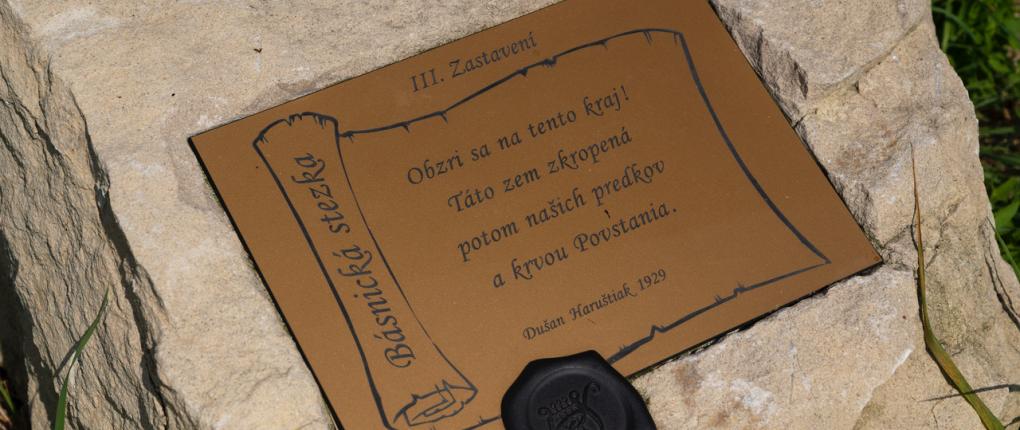 III. Zastavení
Básnická stezka
Obzri sa na tento kraj!
Táto zem zkropená
potom našich predkov
a krvou Povstania.
Dušan Haruštiak 1929